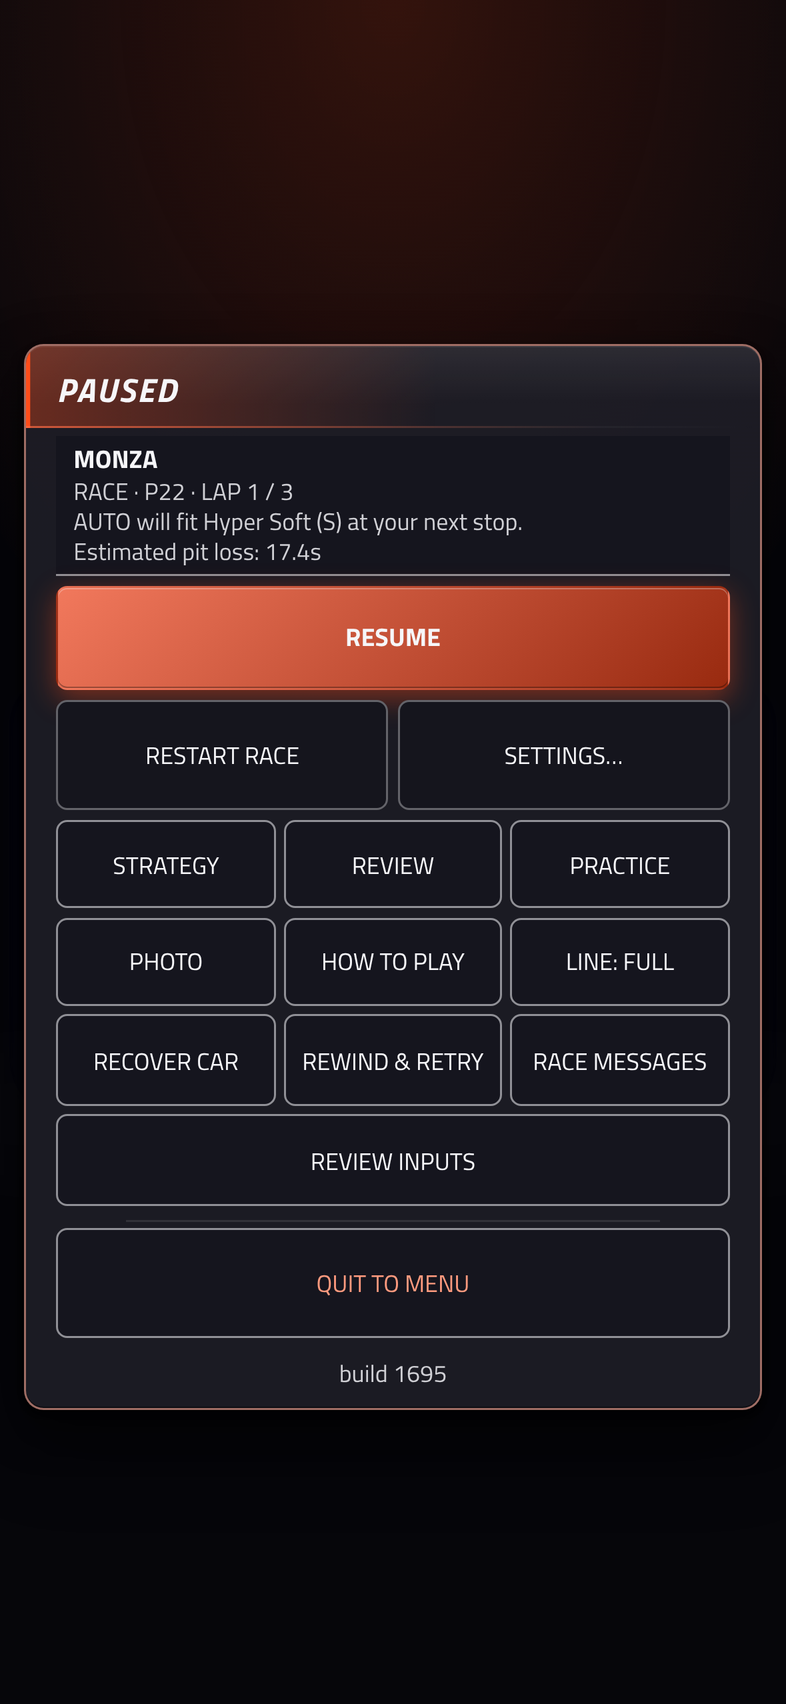 PAUSED
MONZA
RACE · P22 · LAP 1 / 3
AUTO will fit Hyper Soft (S) at your next stop.
Estimated pit loss: 17.4s
RESUME
RESTART RACE
SETTINGS...
STRATEGY
REVIEW
PRACTICE
PHOTO
HOW TO PLAY
LINE: FULL
RECOVER CAR
REWIND & RETRY
RACE MESSAGES
REVIEW INPUTS
QUIT TO MENU
build 1695